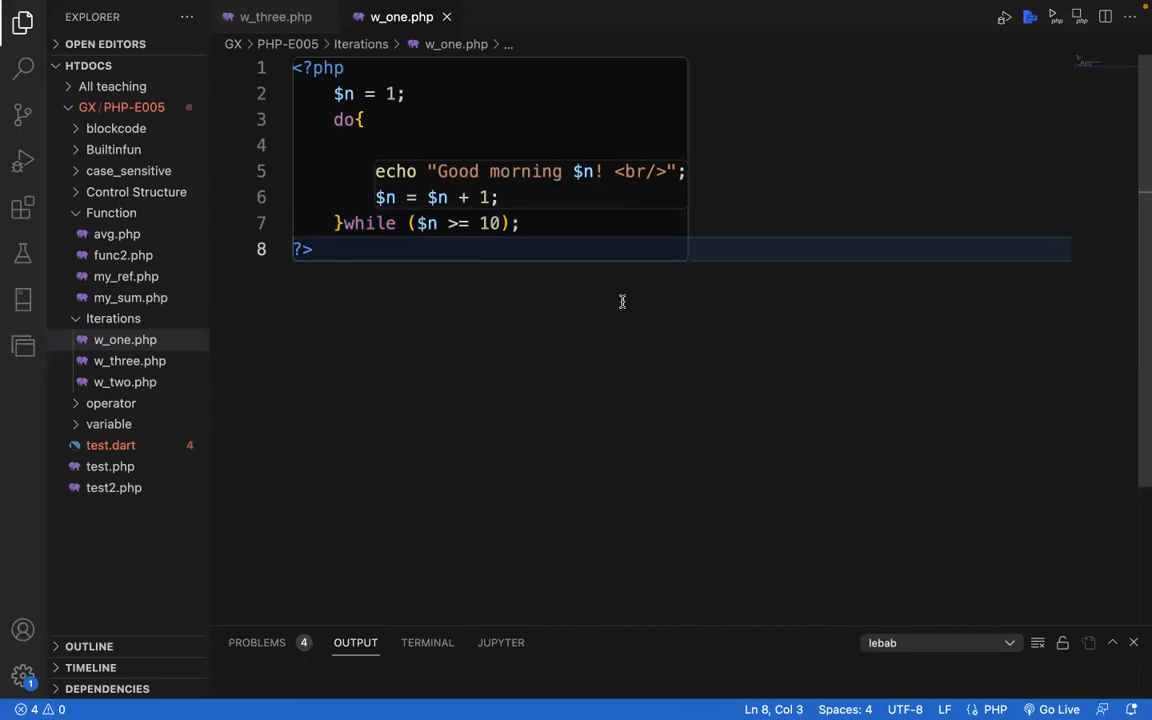 EXPLORER
w_three.php
w_one.php
OPEN EDITORS
GX > PHP-E005 > Iterations > w_one.php > ...
HTDOCS
All teaching
GX / PHP-E005
blockcode
Builtinfun
case_sensitive
Control Structure
Function
avg.php
func2.php
my_ref.php
my_sum.php
Iterations
w_one.php
w_three.php
w_two.php
operator
variable
test.dart 4
test.php
test2.php
OUTLINE
TIMELINE
DEPENDENCIES
1 <?php
2 $n = 1;
3 do{
4
5 echo "Good morning $n! <br/>";
6 $n = $n + 1;
7 }while ($n >= 10);
8 ?>
PROBLEMS 4 OUTPUT TERMINAL JUPYTER
lebab
1
4 0
Ln 8, Col 3 Spaces: 4 UTF-8 LF {} PHP Go Live